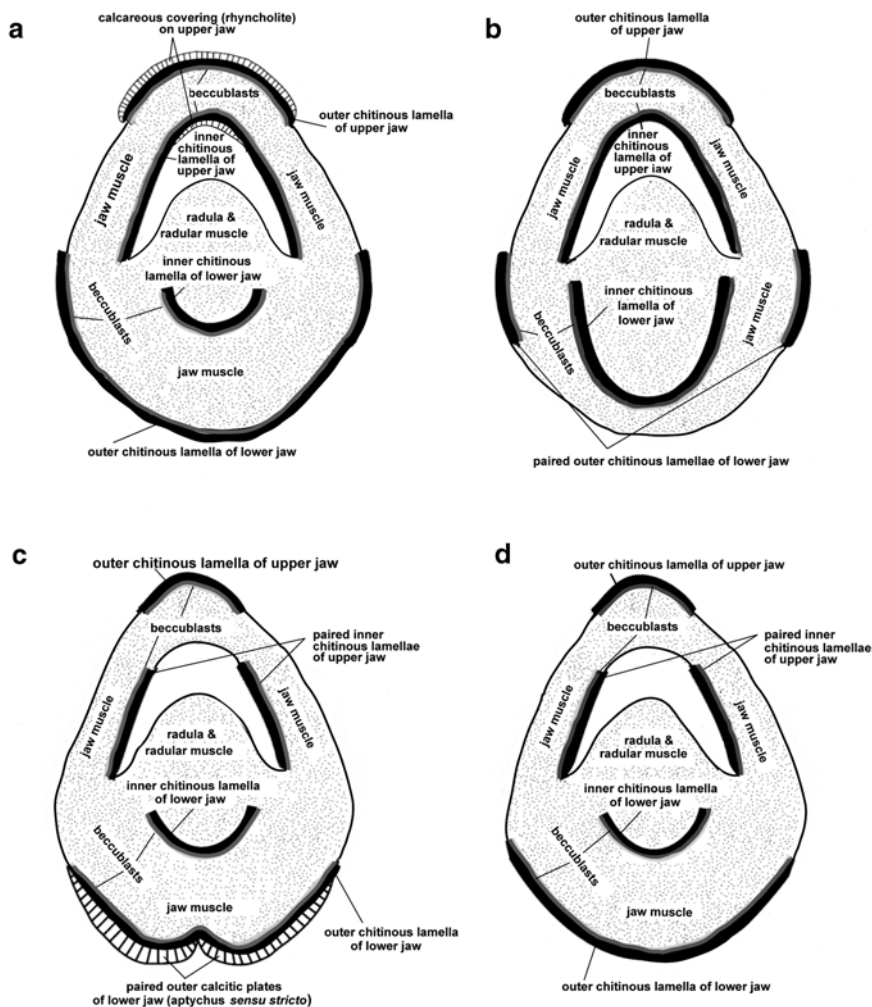 a
calcareous covering (rhyncholite)
on upper jaw
beccublasts
outer chitinous lamella
of upper jaw
inner
chitinous
lamella of
upper jaw
jaw muscle
jaw muscle
radula &
radular muscle
inner chitinous
lamella of lower jaw
beccublasts
jaw muscle
outer chitinous lamella of lower jaw
b
outer chitinous lamella
of upper jaw
beccublasts
inner
chitinous
lamella of
upper jaw
jaw muscle
jaw muscle
radula &
radular muscle
inner chitinous
lamella of
lower jaw
beccublasts
jaw muscle
paired outer chitinous lamellae of lower jaw
c
outer chitinous lamella of upper jaw
beccublasts
paired inner
chitinous lamellae
of upper jaw
jaw muscle
jaw muscle
radula &
radular muscle
inner chitinous lamella
of lower jaw
beccublasts
jaw muscle
outer chitinous lamella
of lower jaw
paired outer calcitic plates
of lower jaw (aptychus sensu stricto)
d
outer chitinous lamella of upper jaw
beccublasts
paired inner
chitinous lamellae
of upper jaw
jaw muscle
jaw muscle
radula &
radular muscle
inner chitinous lamella
of lower jaw
beccublasts
jaw muscle
outer chitinous lamella of lower jaw